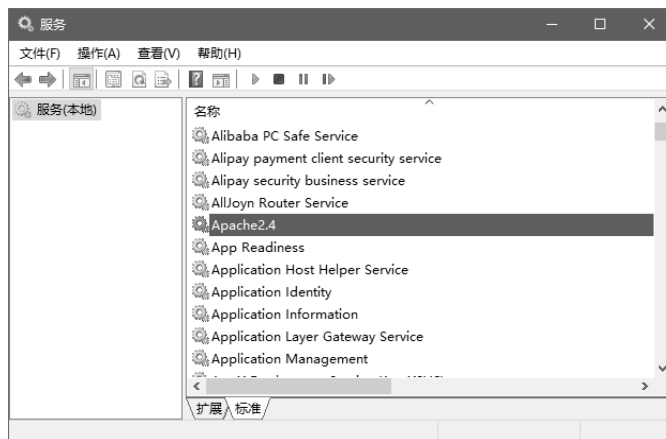 服务
文件(F) 操作(A) 查看(V) 帮助(H)
服务(本地)
名称
Alibaba PC Safe Service
Alipay payment client security service
Alipay security business service
AllJoyn Router Service
Apache2.4
App Readiness
Application Host Helper Service
Application Identity
Application Information
Application Layer Gateway Service
Application Management
扩展 标准